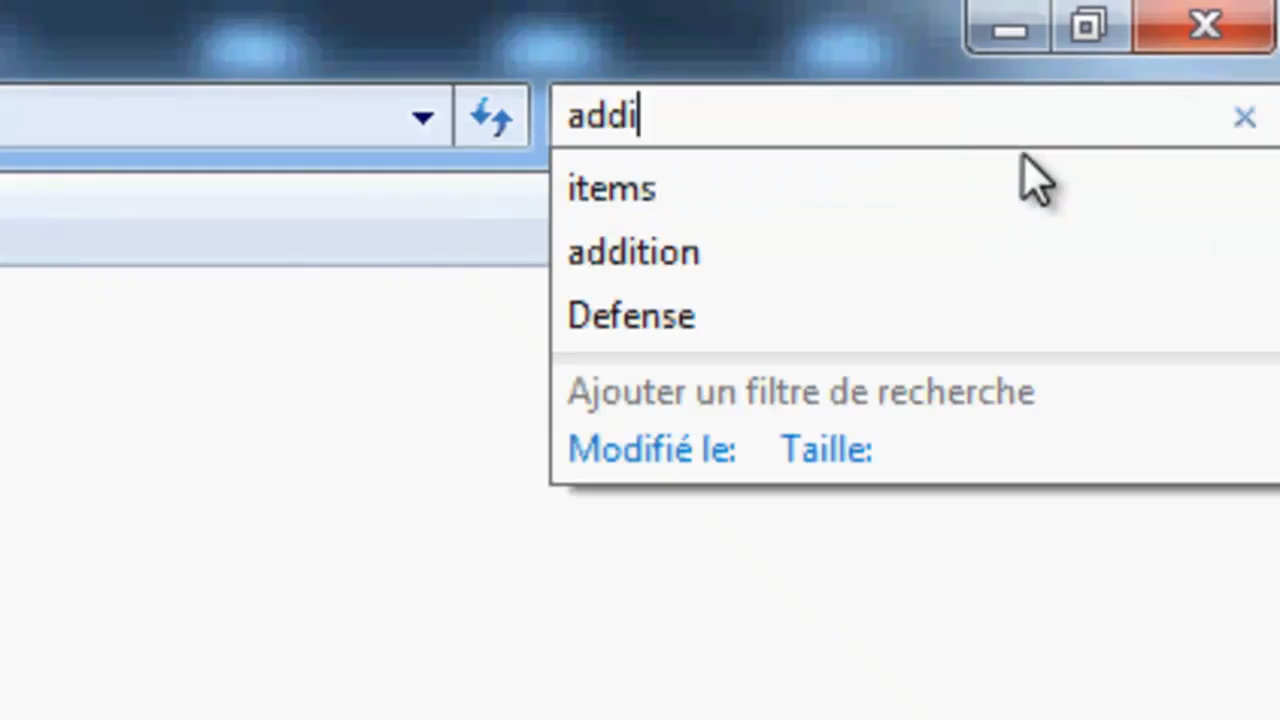 addi
items
addition
Defense
Ajouter un filtre de recherche
Modifié le: Taille: